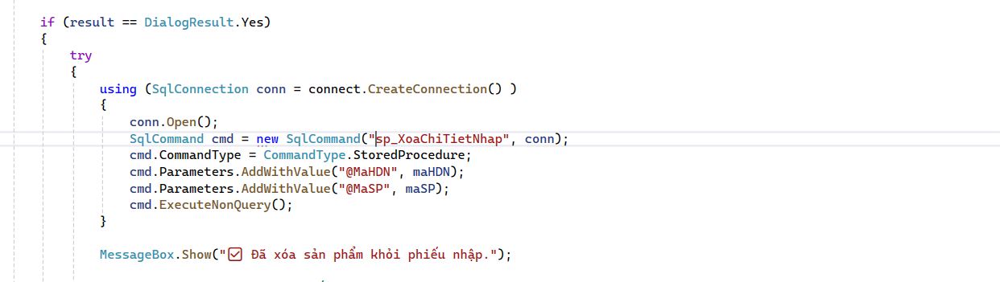 if (result == DialogResult.Yes)
{
try
{
using (SqlConnection conn = connect.CreateConnection() )
{
conn.Open();
SqlCommand cmd = new SqlCommand("sp_XoaChiTietNhap", conn);
cmd.CommandType = CommandType.StoredProcedure;
cmd.Parameters.AddWithValue("@MaHDN", maHDN);
cmd.Parameters.AddWithValue("@MaSP", maSP);
cmd.ExecuteNonQuery();
}
MessageBox.Show("☑ Đã xóa sản phẩm khỏi phiếu nhập.");